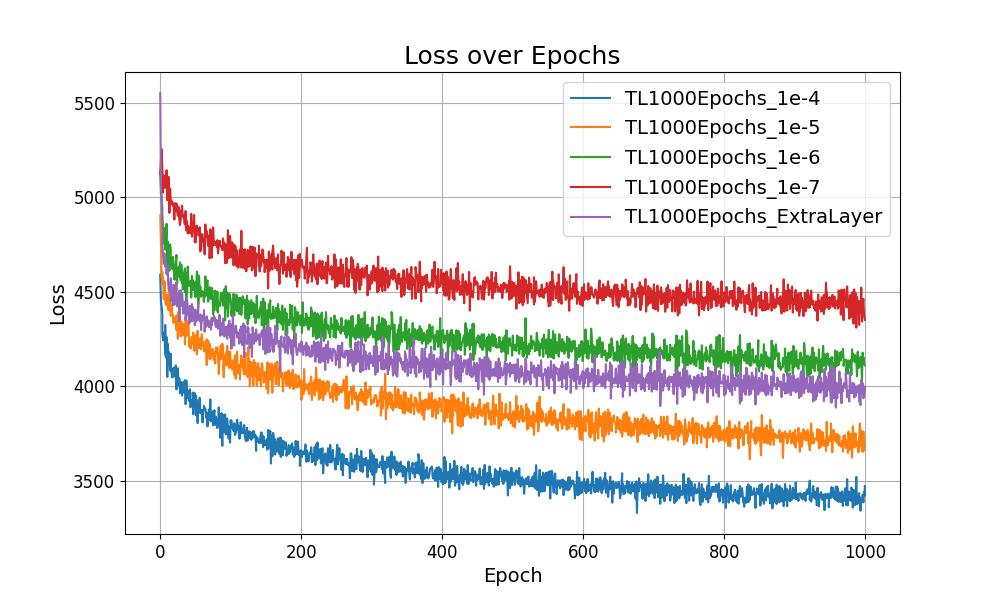 Loss over Epochs
5500
5000
4500
4000
3500
Loss
TL1000Epochs_1e-4
TL1000Epochs_1e-5
TL1000Epochs_1e-6
TL1000Epochs_1e-7
TL1000Epochs_ExtraLayer
0 200 400 600 800 1000
Epoch